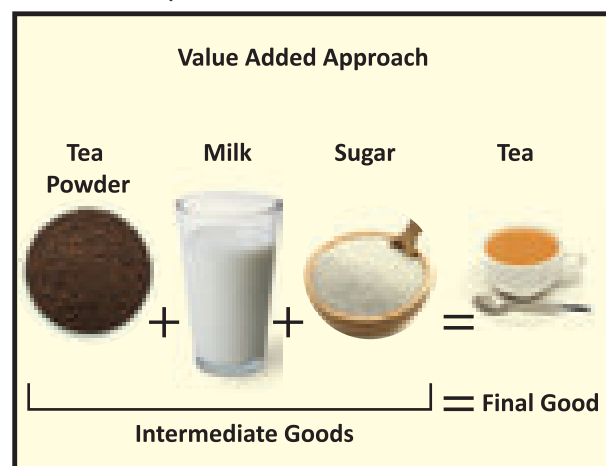 Value Added Approach
Tea Powder
Milk
Sugar
Tea
+ + =
= Final Good
Intermediate Goods